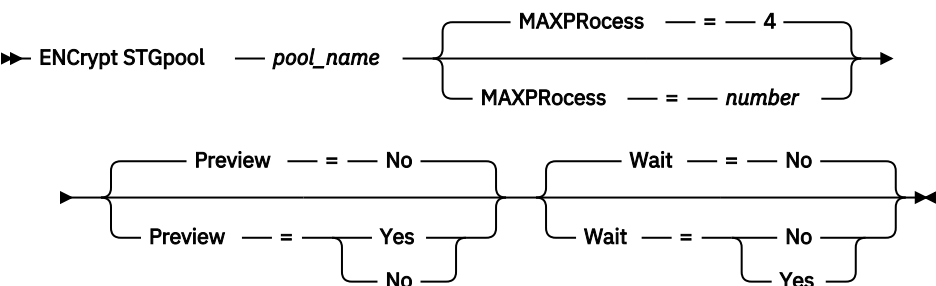 MAXPRocess = 4
ENCrypt STGpool pool_name
MAXPRocess = number
Preview = No Wait = No
Preview = Yes Wait = No
No Yes